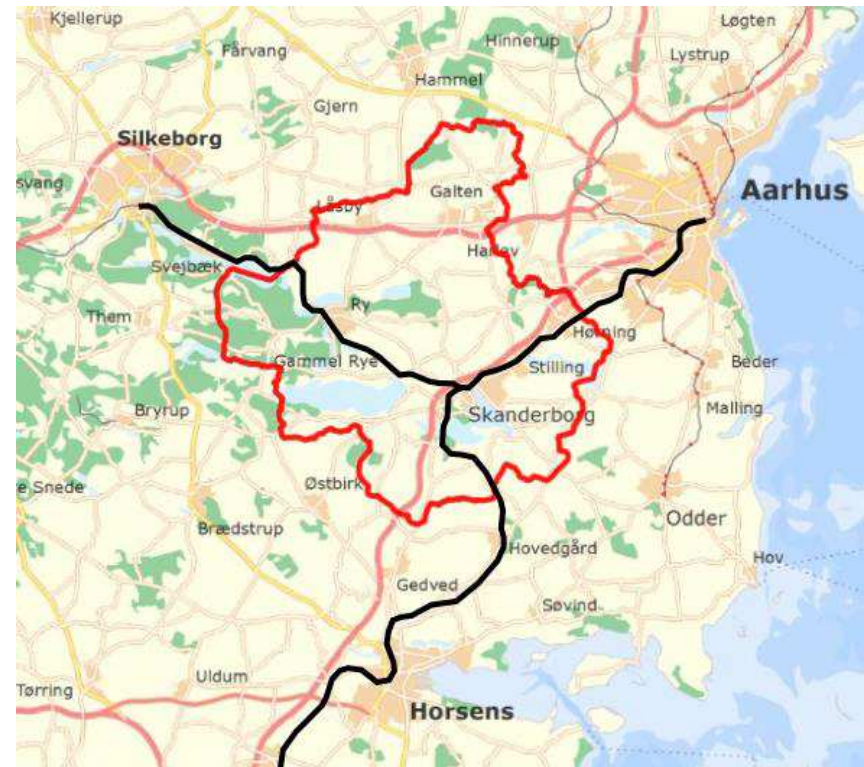 Kjellerup
Løgten
Fårvang
Hinnerup
Lystrup
Hammel
Gjern
Silkeborg
svang
Galten
Aarhus
Låsby
Harlev
Svejbæk
Ry
Them
Hørning
Gammel Rye
Stilling
Beder
Bryrup
Skanderborg
Malling
re Snede
Østbirk
Odder
Brædstrup
Hovedgård
Hov
Gedved
Søvind
Uldum
Tørring
Horsens